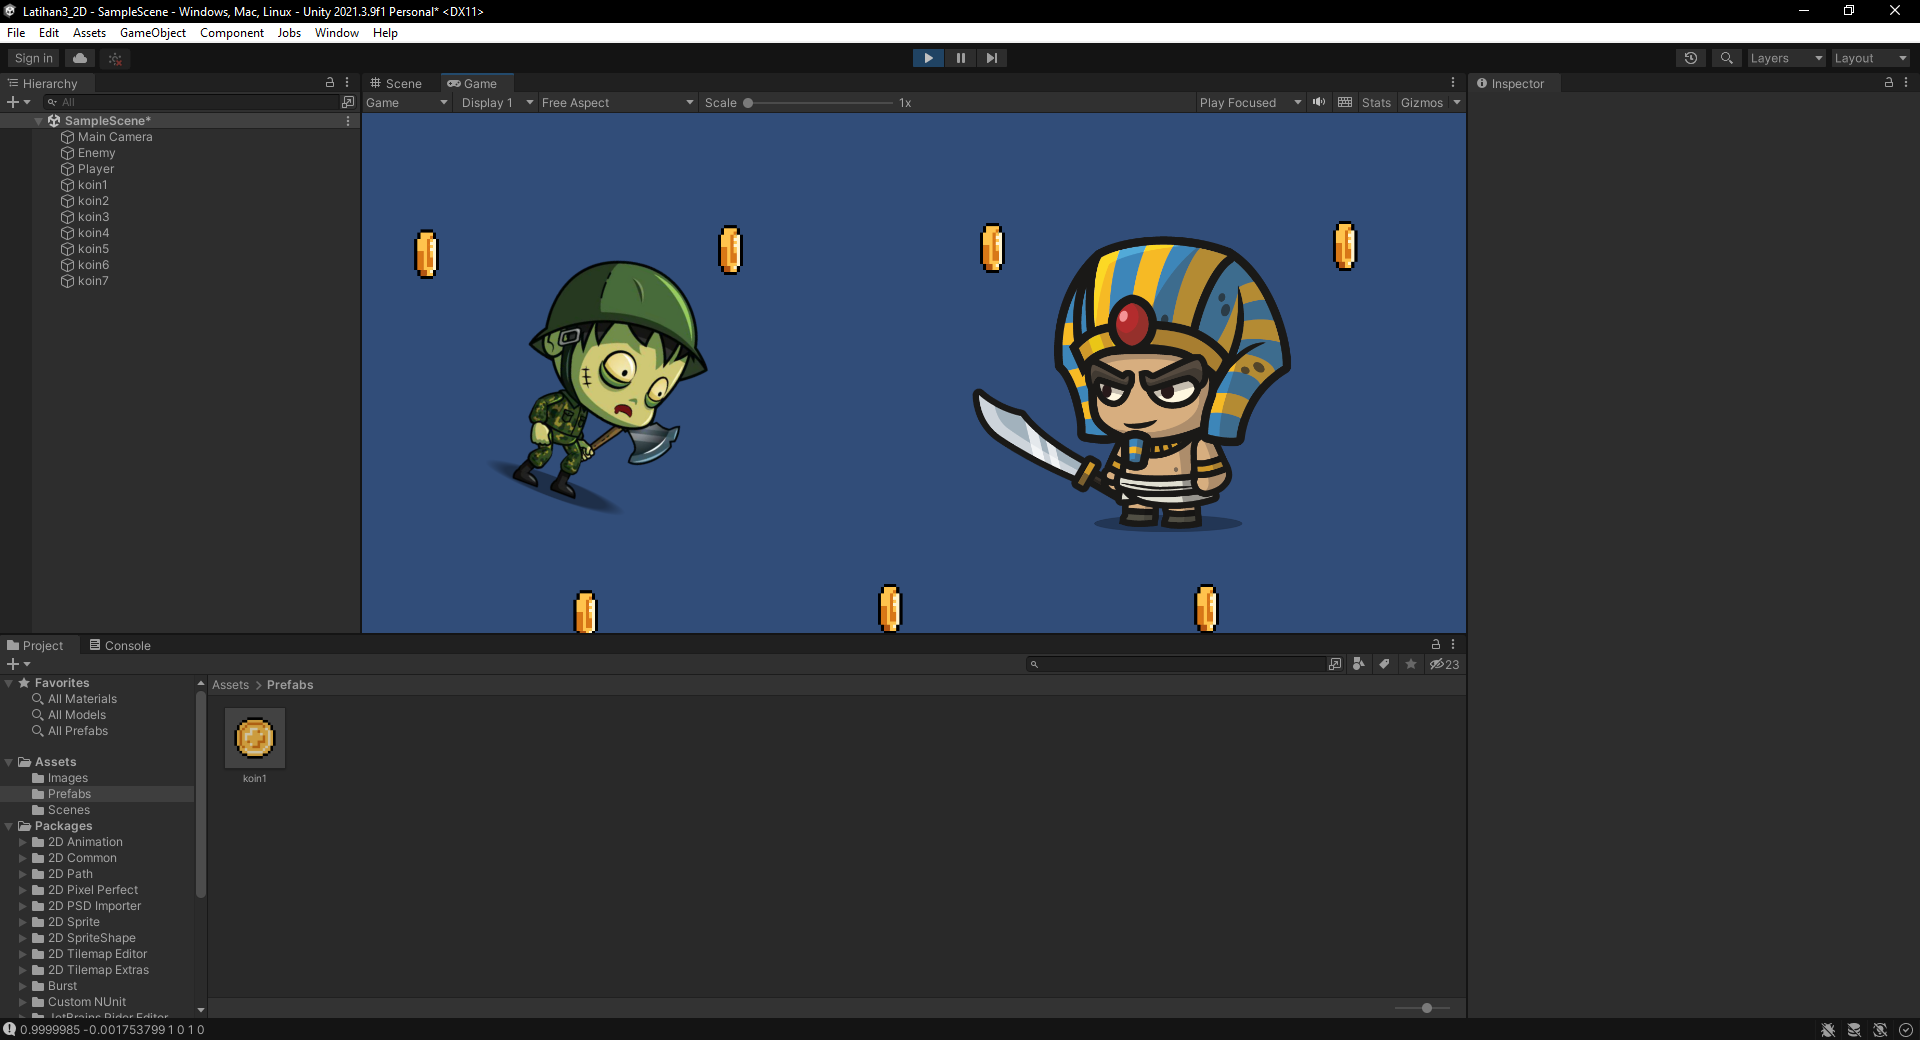 Latihan3_2D - SampleScene - Windows, Mac, Linux - Unity 2021.3.9f1 Personal* <DX11>
File Edit Assets GameObject Component Jobs Window Help
Sign in
Layers
Layout
Hierarchy
All
SampleScene*
Main Camera
Enemy
Player
koin1
koin2
koin3
koin4
koin5
koin6
koin7
Scene
Game
Game
Display 1
Free Aspect
Scale
1x
Play Focused
Stats
Gizmos
Inspector
Project
Console
23
Favorites
All Materials
All Models
All Prefabs
Assets
Images
Prefabs
Scenes
Packages
2D Animation
2D Common
2D Path
2D Pixel Perfect
2D PSD Importer
2D Sprite
2D SpriteShape
2D Tilemap Editor
2D Tilemap Extras
Burst
Custom NUnit
JetBrains Rider Editor
Assets > Prefabs
koin1
0.9999985 -0.001753799 1 0 1 0